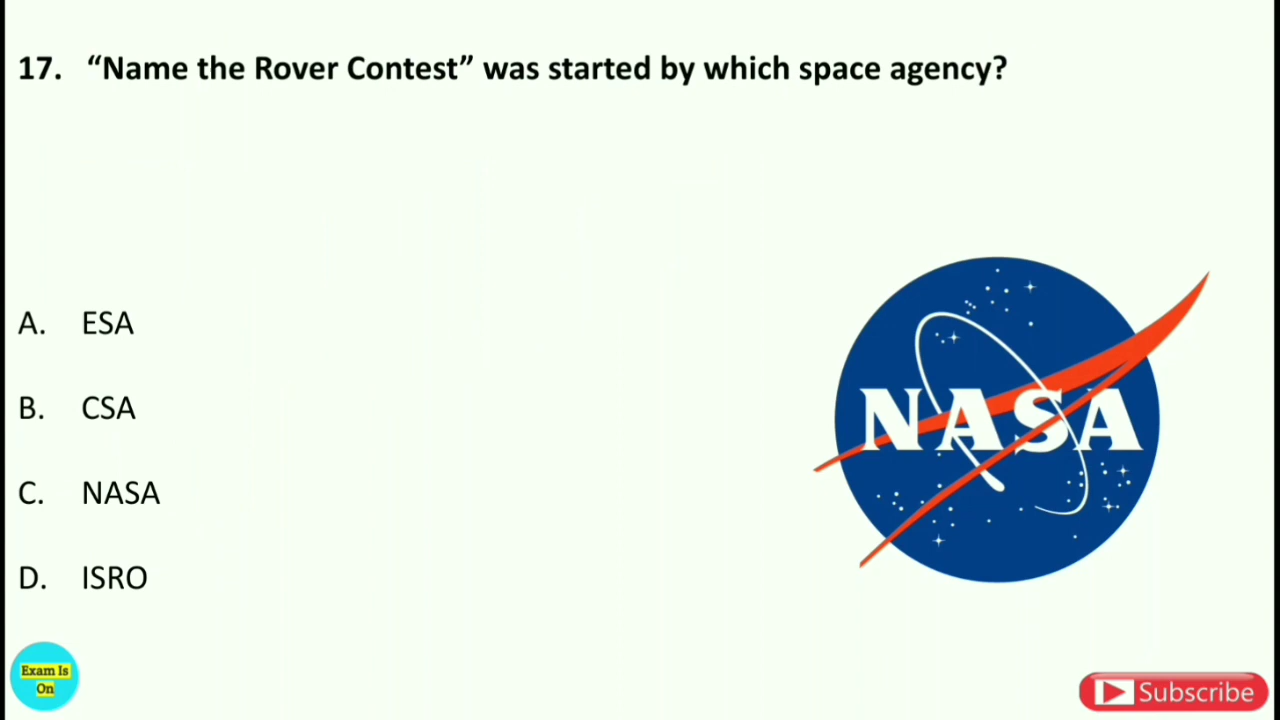 17. “Name the Rover Contest” was started by which space agency?
A. ESA
B. CSA
C. NASA
D. ISRO
NASA
Exam Is
On
Subscribe